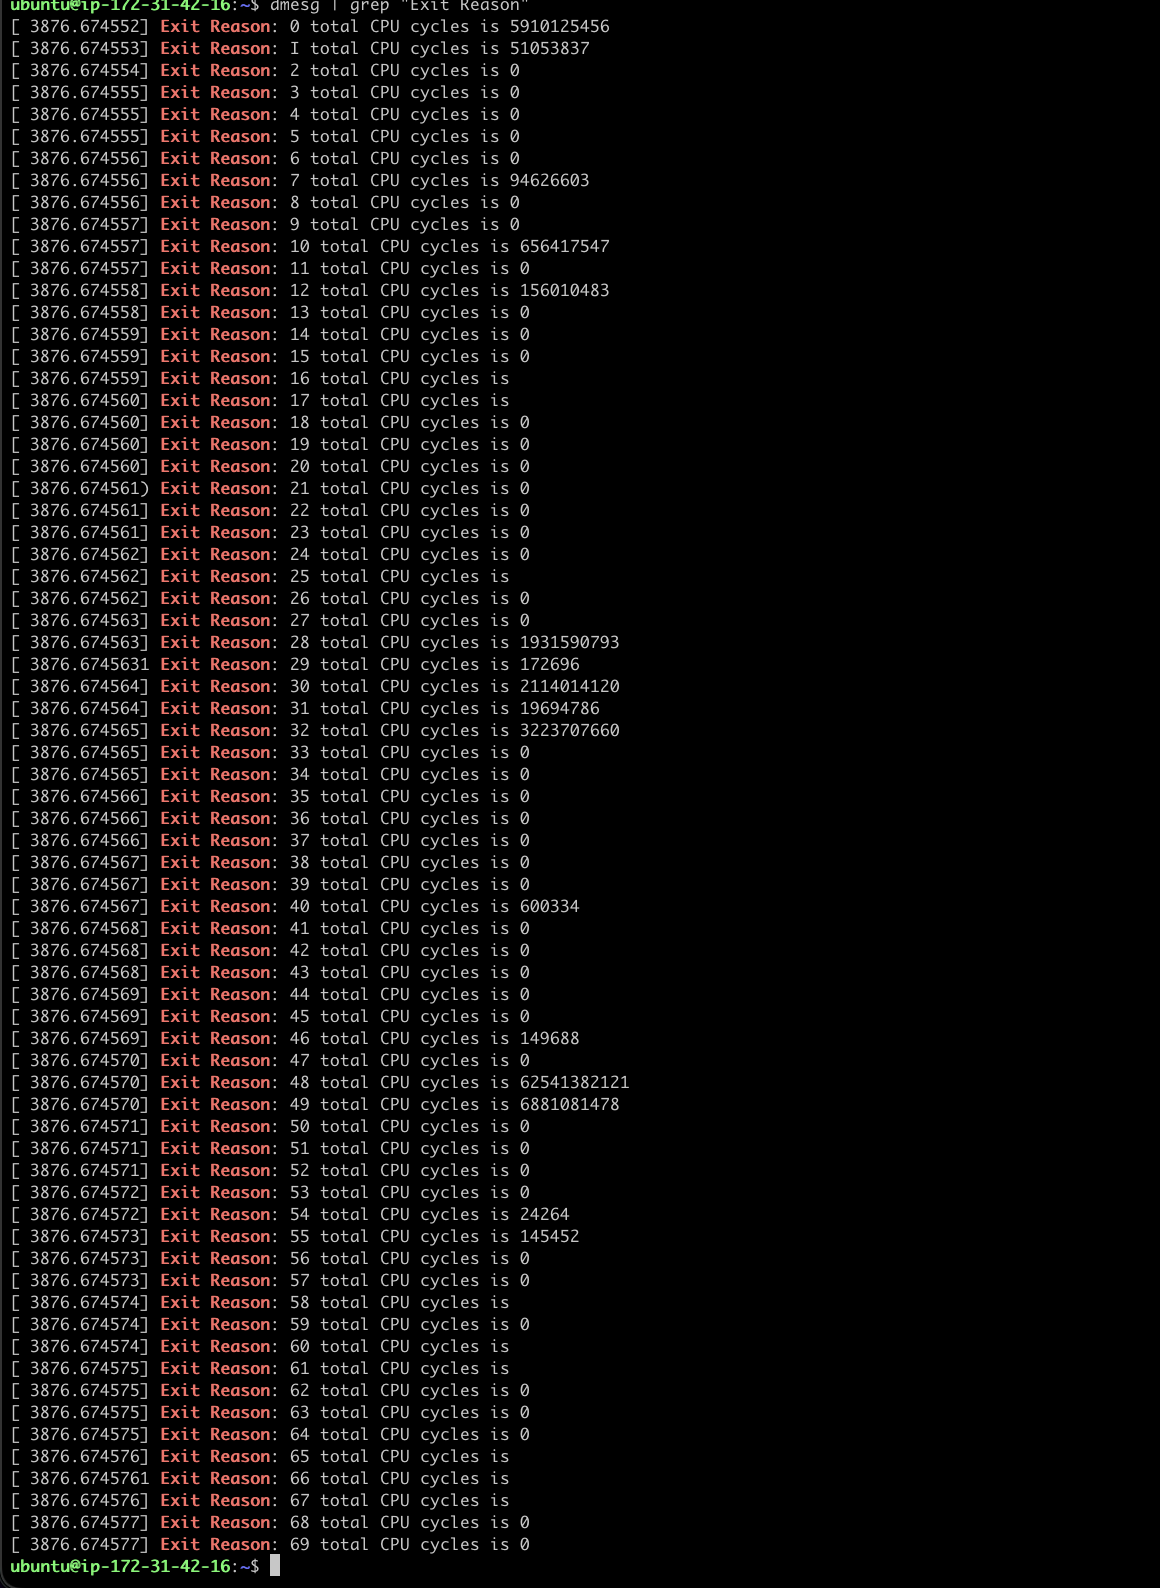 ubuntu@ip-172-31-42-16:~$ dmesg | grep "Exit Reason"
[ 3876.674552] Exit Reason: 0 total CPU cycles is 5910125456
[ 3876.674553] Exit Reason: I total CPU cycles is 51053837
[ 3876.674554] Exit Reason: 2 total CPU cycles is 0
[ 3876.674555] Exit Reason: 3 total CPU cycles is 0
[ 3876.674555] Exit Reason: 4 total CPU cycles is 0
[ 3876.674555] Exit Reason: 5 total CPU cycles is 0
[ 3876.674556] Exit Reason: 6 total CPU cycles is 0
[ 3876.674556] Exit Reason: 7 total CPU cycles is 94626603
[ 3876.674556] Exit Reason: 8 total CPU cycles is 0
[ 3876.674557] Exit Reason: 9 total CPU cycles is 0
[ 3876.674557] Exit Reason: 10 total CPU cycles is 656417547
[ 3876.674557] Exit Reason: 11 total CPU cycles is 0
[ 3876.674558] Exit Reason: 12 total CPU cycles is 156010483
[ 3876.674558] Exit Reason: 13 total CPU cycles is 0
[ 3876.674559] Exit Reason: 14 total CPU cycles is 0
[ 3876.674559] Exit Reason: 15 total CPU cycles is 0
[ 3876.674559] Exit Reason: 16 total CPU cycles is
[ 3876.674560] Exit Reason: 17 total CPU cycles is
[ 3876.674560] Exit Reason: 18 total CPU cycles is 0
[ 3876.674560] Exit Reason: 19 total CPU cycles is 0
[ 3876.674560] Exit Reason: 20 total CPU cycles is 0
[ 3876.674561) Exit Reason: 21 total CPU cycles is 0
[ 3876.674561] Exit Reason: 22 total CPU cycles is 0
[ 3876.674561] Exit Reason: 23 total CPU cycles is 0
[ 3876.674562] Exit Reason: 24 total CPU cycles is 0
[ 3876.674562] Exit Reason: 25 total CPU cycles is
[ 3876.674562] Exit Reason: 26 total CPU cycles is 0
[ 3876.674563] Exit Reason: 27 total CPU cycles is 0
[ 3876.674563] Exit Reason: 28 total CPU cycles is 1931590793
[ 3876.6745631 Exit Reason: 29 total CPU cycles is 172696
[ 3876.674564] Exit Reason: 30 total CPU cycles is 2114014120
[ 3876.674564] Exit Reason: 31 total CPU cycles is 19694786
[ 3876.674565] Exit Reason: 32 total CPU cycles is 3223707660
[ 3876.674565] Exit Reason: 33 total CPU cycles is 0
[ 3876.674565] Exit Reason: 34 total CPU cycles is 0
[ 3876.674566] Exit Reason: 35 total CPU cycles is 0
[ 3876.674566] Exit Reason: 36 total CPU cycles is 0
[ 3876.674566] Exit Reason: 37 total CPU cycles is 0
[ 3876.674567] Exit Reason: 38 total CPU cycles is 0
[ 3876.674567] Exit Reason: 39 total CPU cycles is 0
[ 3876.674567] Exit Reason: 40 total CPU cycles is 600334
[ 3876.674568] Exit Reason: 41 total CPU cycles is 0
[ 3876.674568] Exit Reason: 42 total CPU cycles is 0
[ 3876.674568] Exit Reason: 43 total CPU cycles is 0
[ 3876.674569] Exit Reason: 44 total CPU cycles is 0
[ 3876.674569] Exit Reason: 45 total CPU cycles is 0
[ 3876.674569] Exit Reason: 46 total CPU cycles is 149688
[ 3876.674570] Exit Reason: 47 total CPU cycles is 0
[ 3876.674570] Exit Reason: 48 total CPU cycles is 62541382121
[ 3876.674570] Exit Reason: 49 total CPU cycles is 6881081478
[ 3876.674571] Exit Reason: 50 total CPU cycles is 0
[ 3876.674571] Exit Reason: 51 total CPU cycles is 0
[ 3876.674571] Exit Reason: 52 total CPU cycles is 0
[ 3876.674572] Exit Reason: 53 total CPU cycles is 0
[ 3876.674572] Exit Reason: 54 total CPU cycles is 24264
[ 3876.674573] Exit Reason: 55 total CPU cycles is 145452
[ 3876.674573] Exit Reason: 56 total CPU cycles is 0
[ 3876.674573] Exit Reason: 57 total CPU cycles is 0
[ 3876.674574] Exit Reason: 58 total CPU cycles is
[ 3876.674574] Exit Reason: 59 total CPU cycles is 0
[ 3876.674574] Exit Reason: 60 total CPU cycles is
[ 3876.674575] Exit Reason: 61 total CPU cycles is
[ 3876.674575] Exit Reason: 62 total CPU cycles is 0
[ 3876.674575] Exit Reason: 63 total CPU cycles is 0
[ 3876.674575] Exit Reason: 64 total CPU cycles is 0
[ 3876.674576] Exit Reason: 65 total CPU cycles is
[ 3876.6745761 Exit Reason: 66 total CPU cycles is
[ 3876.674576] Exit Reason: 67 total CPU cycles is
[ 3876.674577] Exit Reason: 68 total CPU cycles is 0
[ 3876.674577] Exit Reason: 69 total CPU cycles is 0
ubuntu@ip-172-31-42-16:~$